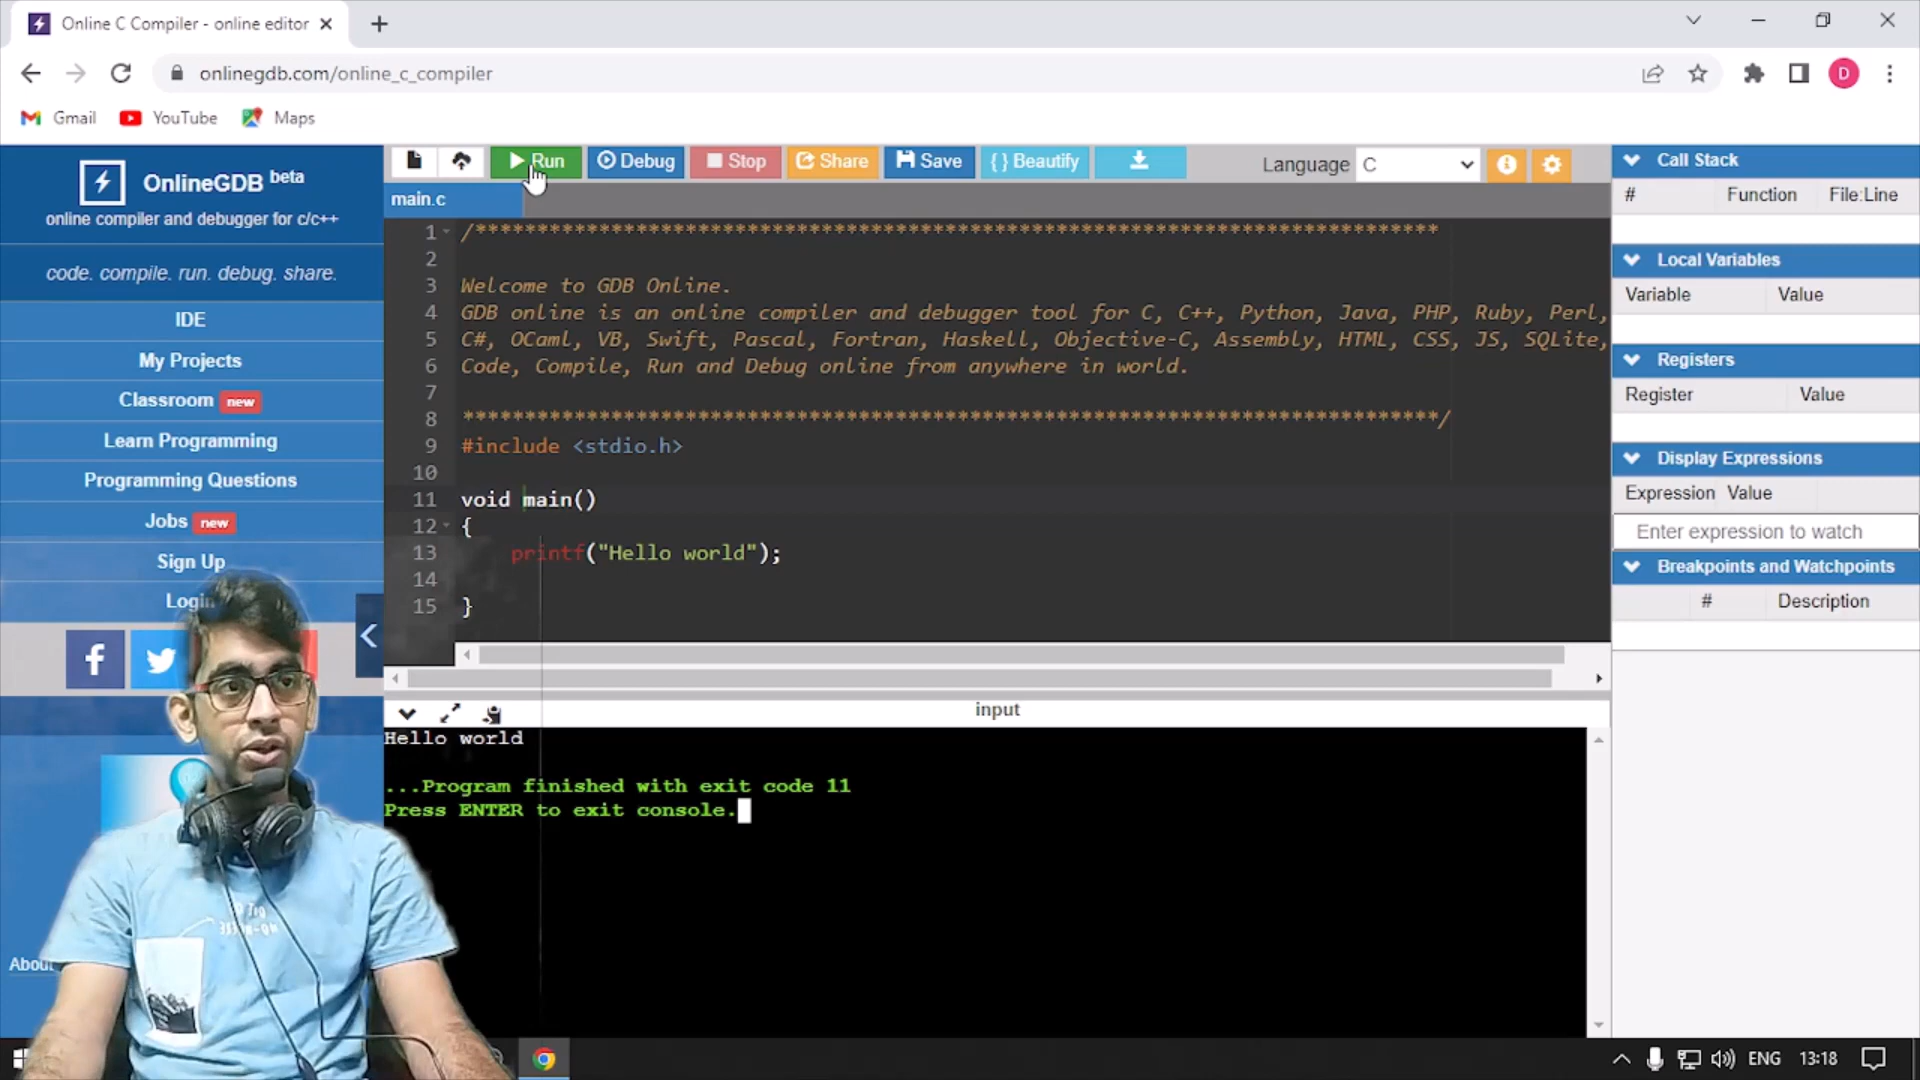 Online C Compiler - online editor
onlinegdb.com/online_c_compiler
D
Gmail
YouTube
Maps
OnlineGDB beta
online compiler and debugger for c/c++
code. compile. run. debug. share.
IDE
My Projects
Classroom new
Learn Programming
Programming Questions
Jobs new
Sign Up
Login
f
About
Run
Debug
Stop
Share
Save
{ } Beautify
Language
C
main.c
1 /******************************************************************************
2
3 Welcome to GDB Online.
4 GDB online is an online compiler and debugger tool for C, C++, Python, Java, PHP, Ruby, Perl,
5 C#, OCaml, VB, Swift, Pascal, Fortran, Haskell, Objective-C, Assembly, HTML, CSS, JS, SQLite,
6 Code, Compile, Run and Debug online from anywhere in world.
7
8 *******************************************************************************/
9 #include <stdio.h>
10
11 void main()
12 {
13 printf("Hello world");
14
15 }
input
Hello world
...Program finished with exit code 11
Press ENTER to exit console.
Call Stack
# Function File:Line
Local Variables
Variable Value
Registers
Register Value
Display Expressions
Expression Value
Enter expression to watch
Breakpoints and Watchpoints
# Description
ENG
13:18